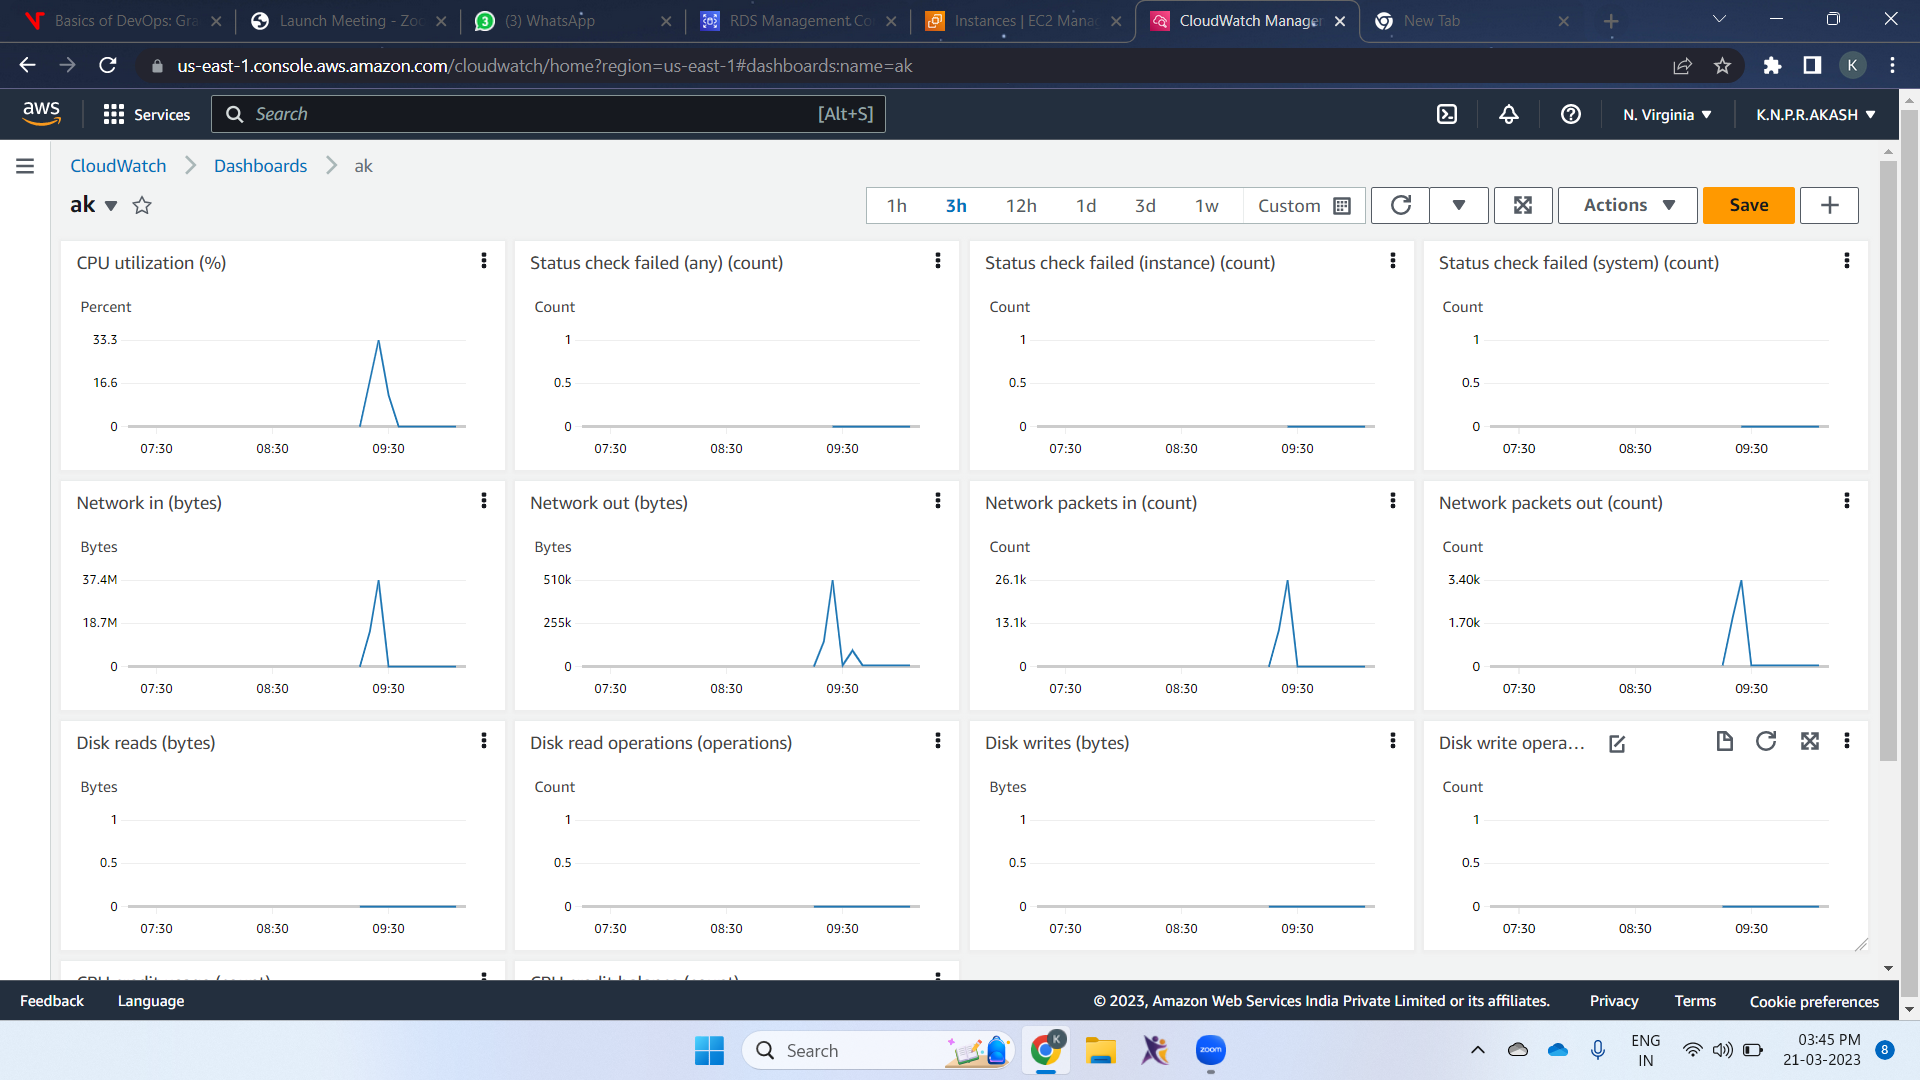 Basics of DevOps: Gra
Launch Meeting - Zoo
(3) WhatsApp
RDS Management Co
Instances | EC2 Mana
CloudWatch Manage
New Tab
us-east-1.console.aws.amazon.com/cloudwatch/home?region=us-east-1#dashboards:name=ak
K
aws
Services
Search
[Alt+S]
N. Virginia
K.N.P.R.AKASH
CloudWatch
Dashboards
ak
ak
1h
3h
12h
1d
3d
1w
Custom
Actions
Save
CPU utilization (%)
Percent
33.3
16.6
0
07:30
08:30
09:30
Status check failed (any) (count)
Count
1
0.5
0
07:30
08:30
09:30
Status check failed (instance) (count)
Count
1
0.5
0
07:30
08:30
09:30
Status check failed (system) (count)
Count
1
0.5
0
07:30
08:30
09:30
Network in (bytes)
Bytes
37.4M
18.7M
0
07:30
08:30
09:30
Network out (bytes)
Bytes
510k
255k
0
07:30
08:30
09:30
Network packets in (count)
Count
26.1k
13.1k
0
07:30
08:30
09:30
Network packets out (count)
Count
3.40k
1.70k
0
07:30
08:30
09:30
Disk reads (bytes)
Bytes
1
0.5
0
07:30
08:30
09:30
Disk read operations (operations)
Count
1
0.5
0
07:30
08:30
09:30
Disk writes (bytes)
Bytes
1
0.5
0
07:30
08:30
09:30
Disk write opera...
Count
1
0.5
0
07:30
08:30
09:30
CPU credit usage (count)
CPU credit balance (count)
Feedback
Language
© 2023, Amazon Web Services India Private Limited or its affiliates.
Privacy
Terms
Cookie preferences
Search
K
zoom
ENG
IN
03:45 PM
21-03-2023
8